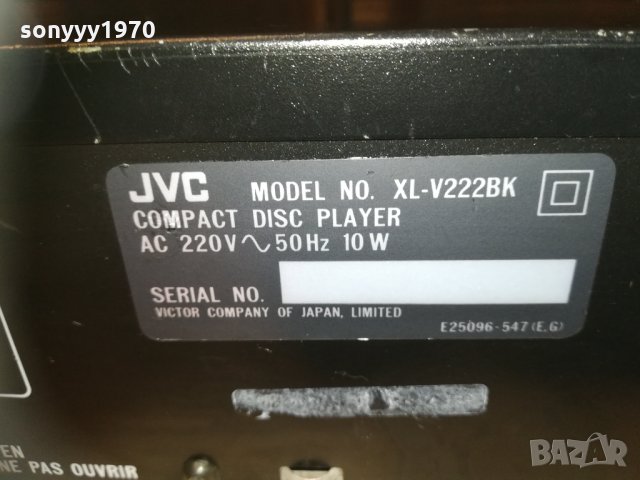 sonyyy1970
JVC MODEL NO. XL-V222BK
COMPACT DISC PLAYER
AC 220V ~ 50Hz 10W
SERIAL NO.
VICTOR COMPANY OF JAPAN, LIMITED
E25096-547 (E,G)
EN
NE PAS OUVRIR
BAZAR